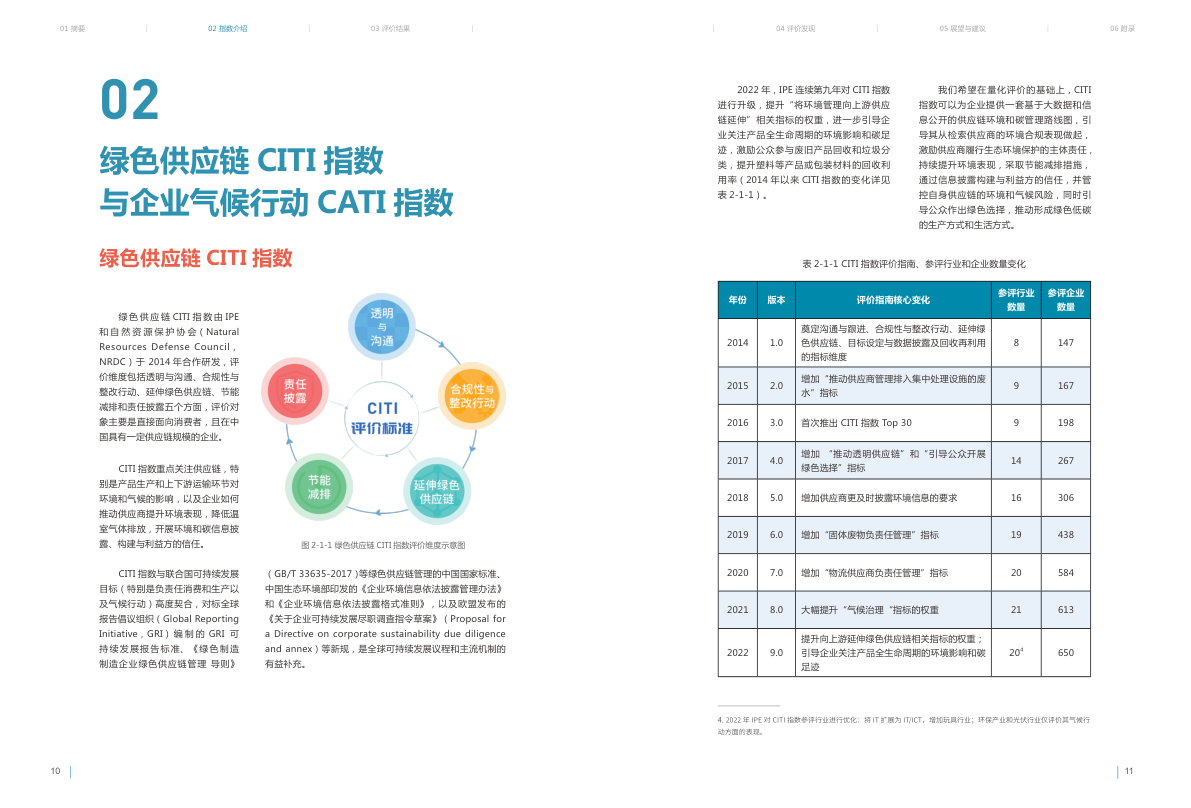 01 摘要
02 指数介绍
03 评价结果
04 评价发现
05 展望与建议
06 附录
02
绿色供应链 CITI 指数
与企业气候行动 CATI 指数
绿色供应链 CITI 指数
绿色供应链 CITI 指数由 IPE
和自然资源保护协会（Natural
Resources Defense Council，
NRDC）于 2014 年合作研发，评
价维度包括透明与沟通、合规性与
整改行动、延伸绿色供应链、节能
减排和责任披露五个方面，评价对
象主要是直接面向消费者，且在中
国具有一定供应链规模的企业。
CITI 指数重点关注供应链，特
别是产品生产和上下游运输环节对
环境和气候的影响，以及企业如何
推动供应商提升环境表现，降低温
室气体排放，开展环境和碳信息披
露、构建与利益方的信任。
透明
与
沟通
合规性与
整改行动
延伸绿色
供应链
节能
减排
责任
披露
CITI
评价标准
图 2-1-1 绿色供应链 CITI 指数评价维度示意图
CITI 指数与联合国可持续发展
目标（特别是负责任消费和生产以
及气候行动）高度契合，对标全球
报告倡议组织（Global Reporting
Initiative，GRI）编制的 GRI 可
持续发展报告标准、《绿色制造
制造企业绿色供应链管理 导则》
（GB/T 33635-2017）等绿色供应链管理的中国国家标准、
中国生态环境部印发的《企业环境信息依法披露管理办法》
和《企业环境信息依法披露格式准则》，以及欧盟发布的
《关于企业可持续发展尽职调查指令草案》（Proposal for
a Directive on corporate sustainability due diligence
and annex）等新规，是全球可持续发展议程和主流机制的
有益补充。
10
2022 年，IPE 连续第九年对 CITI 指数
进行升级，提升“将环境管理向上游供应
链延伸”相关指标的权重，进一步引导企
业关注产品全生命周期的环境影响和碳足
迹，激励公众参与废旧产品回收和垃圾分
类，提升塑料等产品或包装材料的回收利
用率（2014 年以来 CITI 指数的变化详见
表 2-1-1）。
我们希望在量化评价的基础上，CITI
指数可以为企业提供一套基于大数据和信
息公开的供应链环境和碳管理路线图，引
导其从检索供应商的环境合规表现做起，
激励供应商履行生态环境保护的主体责任，
持续提升环境表现，采取节能减排措施，
通过信息披露构建与利益方的信任，并管
控自身供应链的环境和气候风险，同时引
导公众作出绿色选择，推动形成绿色低碳
的生产方式和生活方式。
表 2-1-1 CITI 指数评价指南、参评行业和企业数量变化
年份
版本
评价指南核心变化
参评行业
数量
参评企业
数量
2014
1.0
奠定沟通与跟进、合规性与整改行动、延伸绿
色供应链、目标设定与数据披露及回收再利用
的指标维度
8
147
2015
2.0
增加“推动供应商管理排入集中处理设施的废
水”指标
9
167
2016
3.0
首次推出 CITI 指数 Top 30
9
198
2017
4.0
增加 “推动透明供应链”和“引导公众开展
绿色选择”指标
14
267
2018
5.0
增加供应商更及时披露环境信息的要求
16
306
2019
6.0
增加“固体废物负责任管理”指标
19
438
2020
7.0
增加“物流供应商负责任管理”指标
20
584
2021
8.0
大幅提升“气候治理“指标的权重
21
613
2022
9.0
提升向上游延伸绿色供应链相关指标的权重；
引导企业关注产品全生命周期的环境影响和碳
足迹
20⁴
650
4. 2022 年 IPE 对 CITI 指数参评行业进行优化：将 IT 扩展为 IT/ICT，增加玩具行业；环保产业和光伏行业仅评价其气候行
动方面的表现。
11